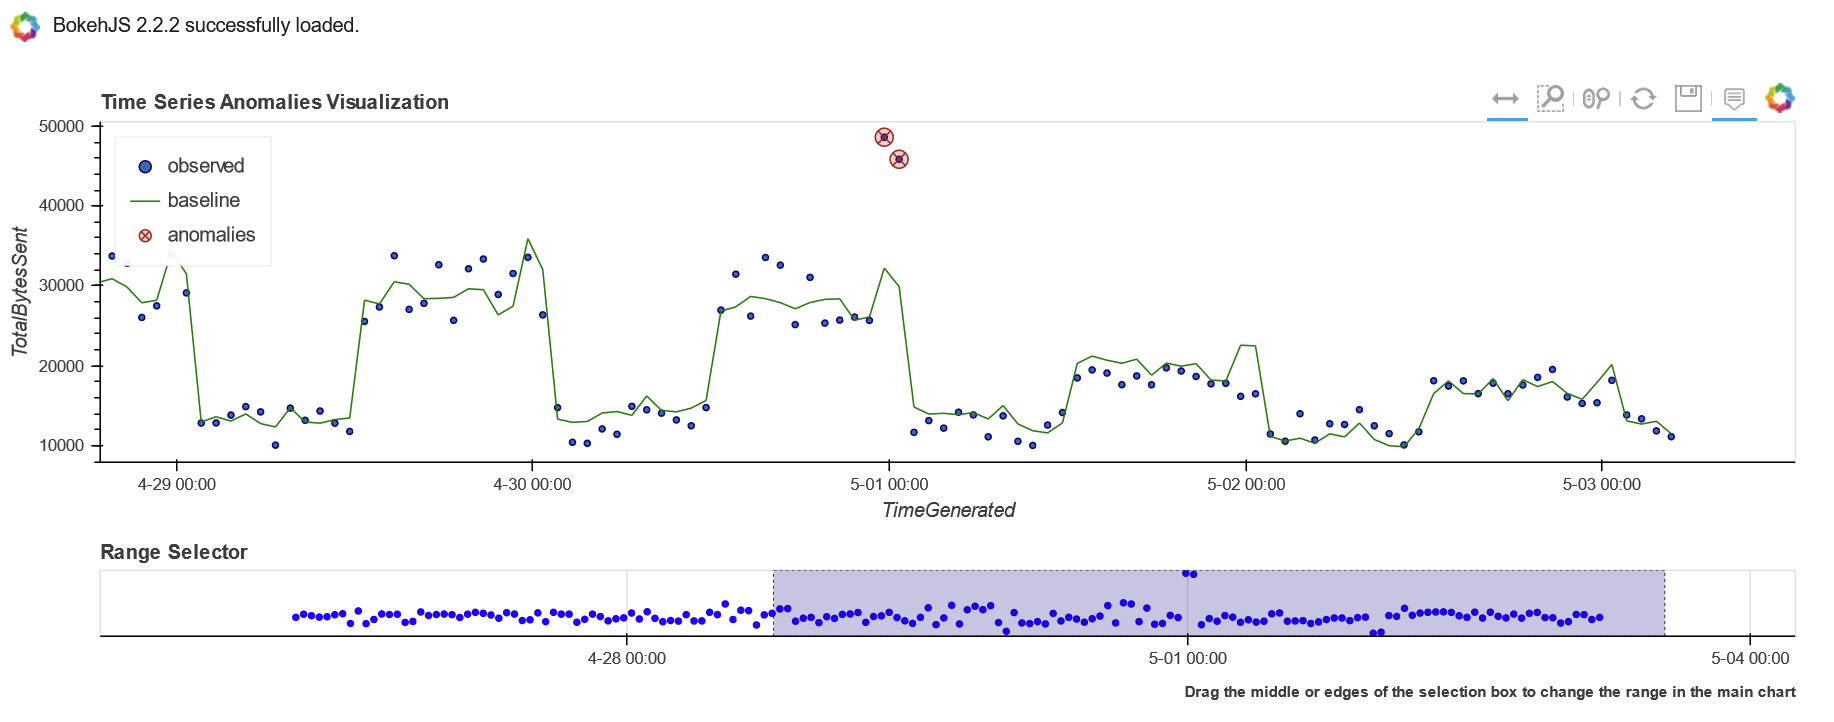 BokehJS 2.2.2 successfully loaded.
Time Series Anomalies Visualization
50000
40000
30000
20000
10000
TotalBytesSent
observed
baseline
anomalies
4-29 00:00
4-30 00:00
5-01 00:00
5-02 00:00
5-03 00:00
TimeGenerated
Range Selector
4-28 00:00
5-01 00:00
5-04 00:00
Drag the middle or edges of the selection box to change the range in the main chart